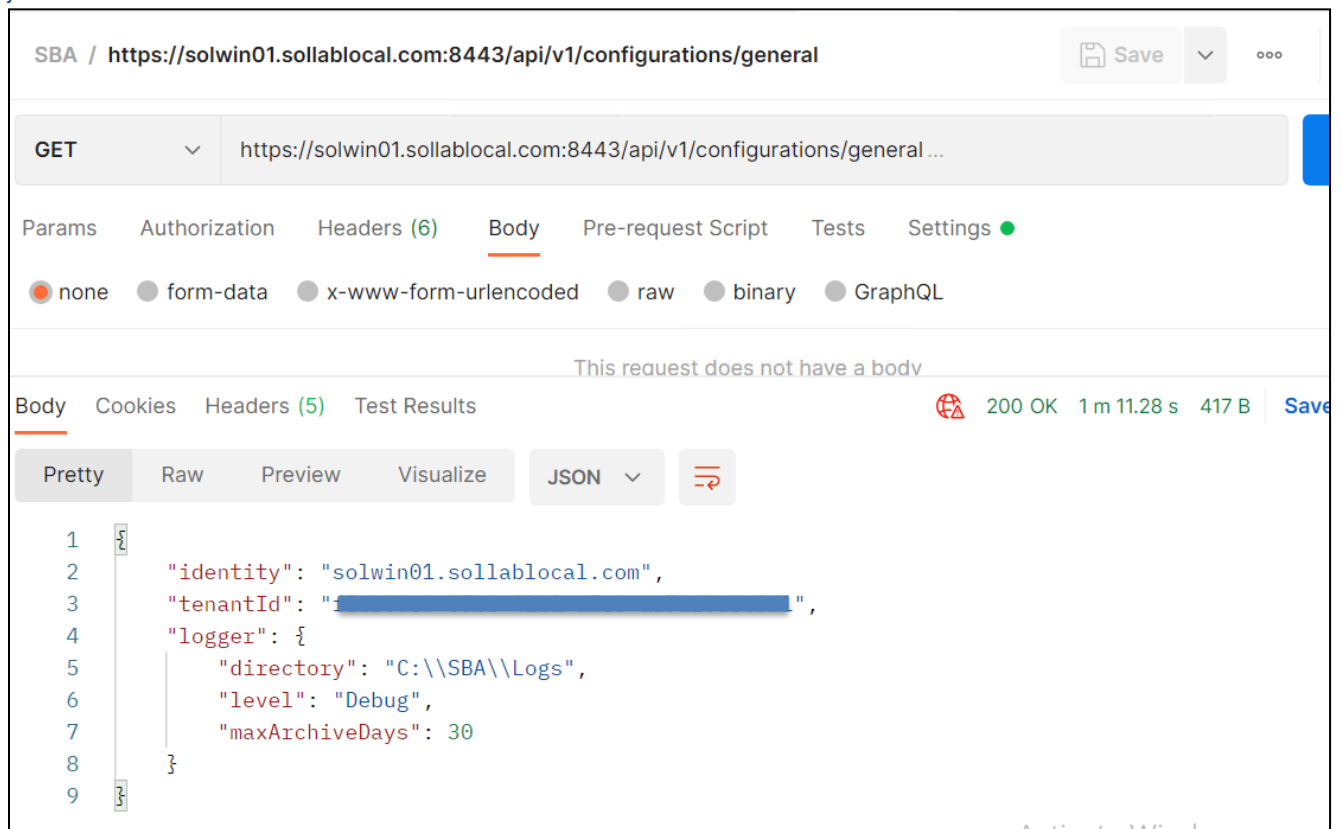 SBA / https://solwin01.sollablocal.com:8443/api/v1/configurations/general Save ooo
GET https://solwin01.sollablocal.com:8443/api/v1/configurations/general ...
Params Authorization Headers (6) Body Pre-request Script Tests Settings
none form-data x-www-form-urlencoded raw binary GraphQL
This request does not have a body
Body Cookies Headers (5) Test Results 200 OK 1 m 11.28 s 417 B Save
Pretty Raw Preview Visualize JSON
1 {
2 "identity": "solwin01.sollablocal.com",
3 "tenantId": "",
4 "logger": {
5 "directory": "C:\\SBA\\Logs",
6 "level": "Debug",
7 "maxArchiveDays": 30
8 }
9 }